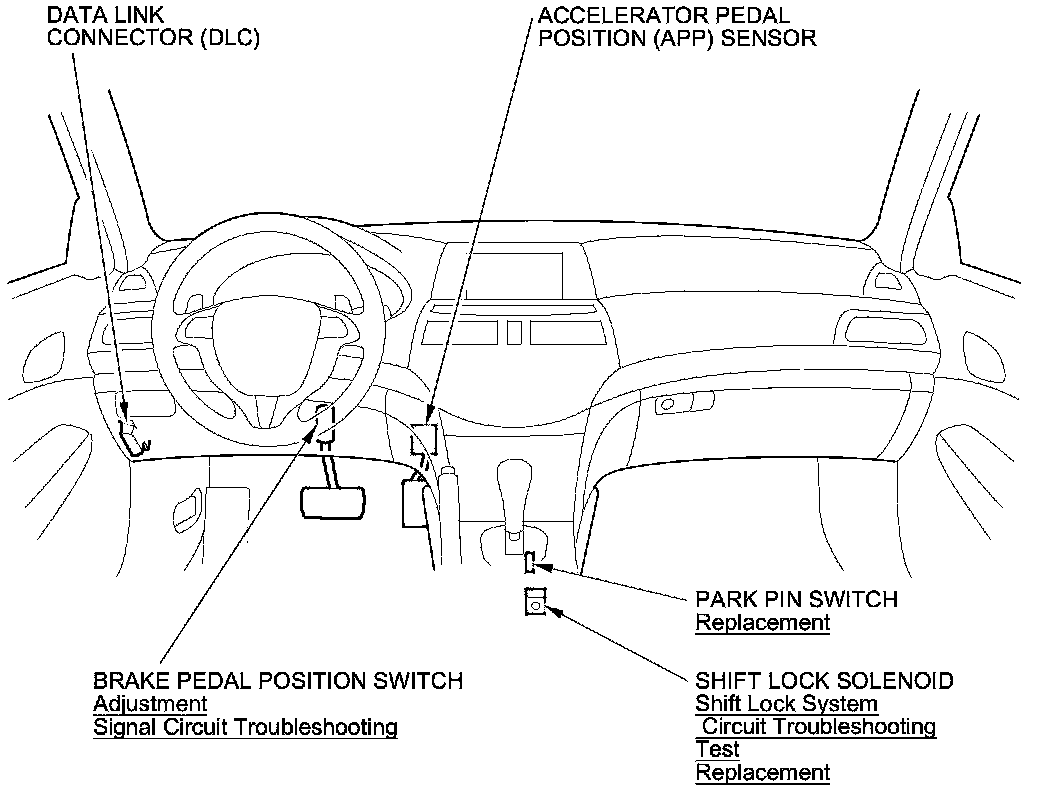 DATA LINK
CONNECTOR (DLC)
ACCELERATOR PEDAL
POSITION (APP) SENSOR
PARK PIN SWITCH
Replacement
BRAKE PEDAL POSITION SWITCH
Adjustment
Signal Circuit Troubleshooting
SHIFT LOCK SOLENOID
Shift Lock System
Circuit Troubleshooting
Test
Replacement